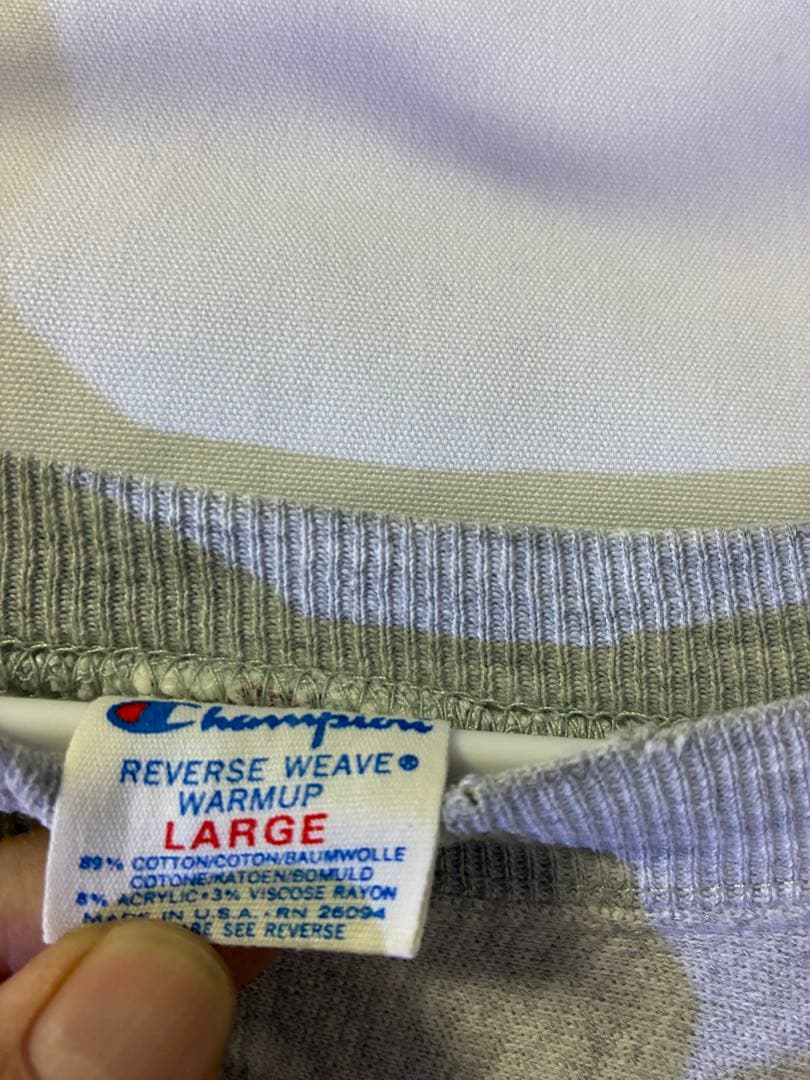 Champion
REVERSE WEAVE®
WARMUP
LARGE
89% COTTON/COTON/BAUMWOLLE
COTONE/KATOEN/BOMULD
8% ACRYLIC • 3% VISCOSE RAYON
MADE IN U.S.A. • RN 26094
SEE REVERSE